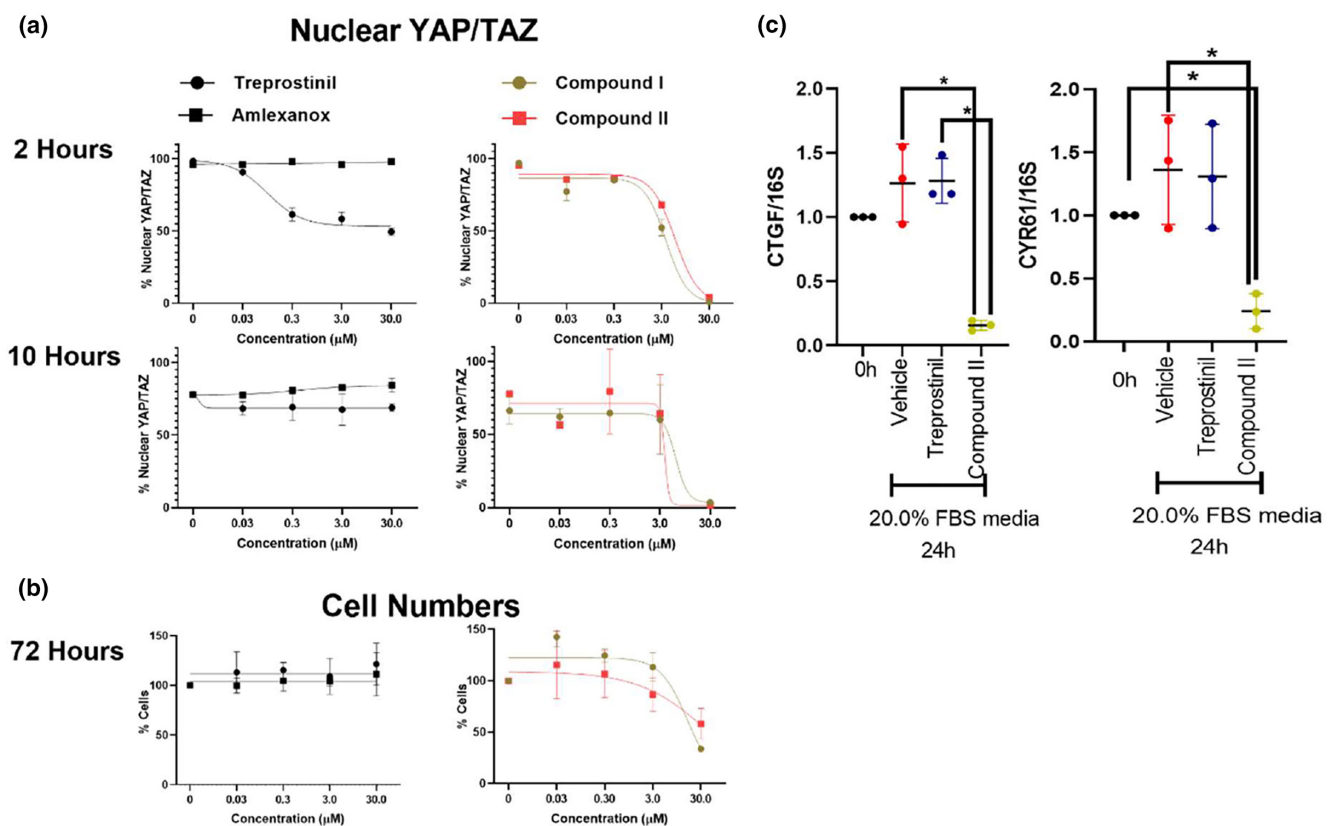 (a)
Nuclear YAP/TAZ
Treprostinil
Amlexanox
Compound I
Compound II
2 Hours
% Nuclear YAP/TAZ
100
50
0
0 0.03 0.3 3.0 30.0
Concentration (μM)
% Nuclear YAP/TAZ
100
50
0
0 0.03 0.3 3.0 30.0
Concentration (μM)
10 Hours
% Nuclear YAP/TAZ
100
50
0
0 0.03 0.3 3.0 30.0
Concentration (μM)
% Nuclear YAP/TAZ
100
50
0
0 0.03 0.3 3.0 30.0
Concentration (μM)
(b)
Cell Numbers
72 Hours
% Cells
150
100
50
0
0 0.03 0.3 3.0 30.0
Concentration (μM)
% Cells
150
100
50
0
0 0.03 0.30 3.0 30.0
Concentration (μM)
(c)
CTGF/16S
2.0
1.5
1.0
0.5
0.0
*
*
0h
Vehicle
Treprostinil
Compound II
20.0% FBS media
24h
CYR61/16S
2.0
1.5
1.0
0.5
0.0
*
*
0h
Vehicle
Treprostinil
Compound II
20.0% FBS media
24h